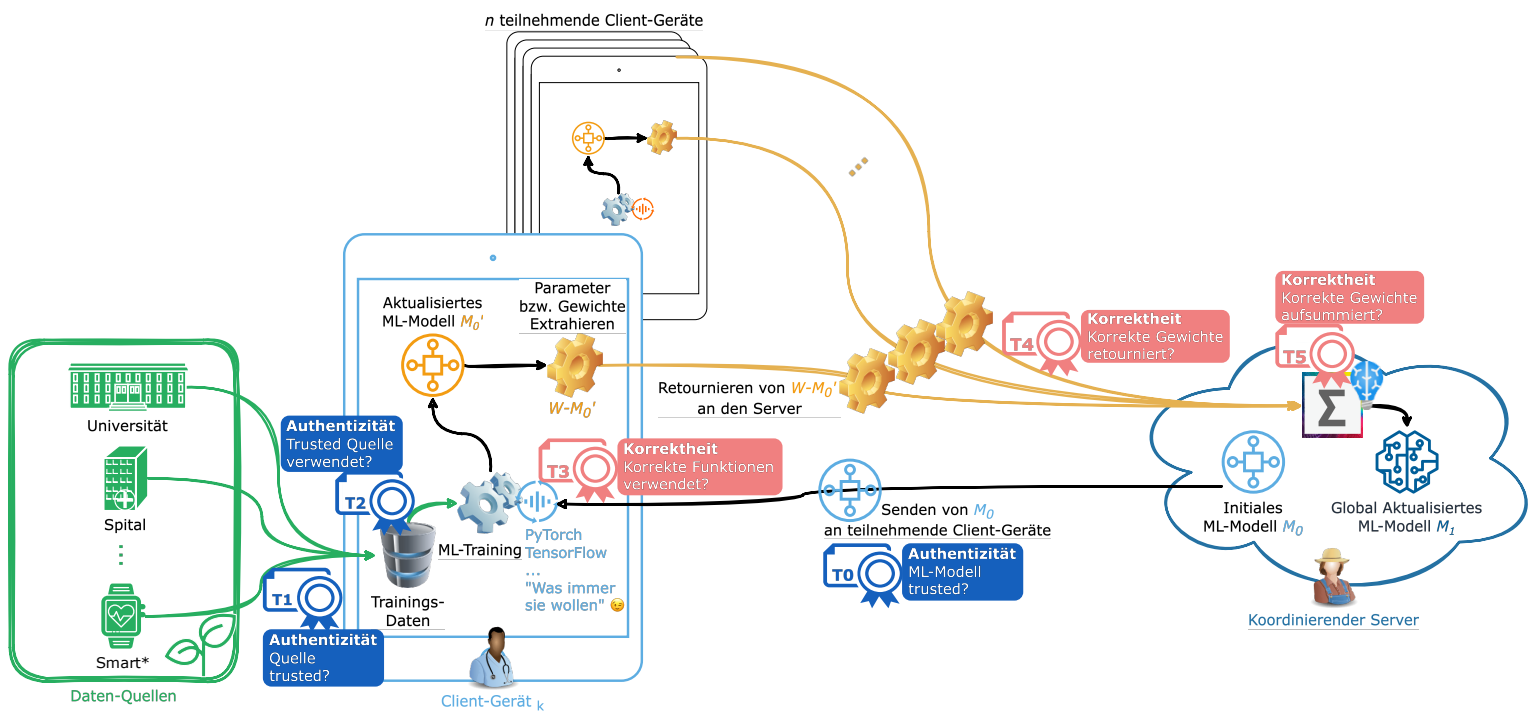 n teilnehmende Client-Geräte
Parameter
bzw. Gewichte
Extrahieren
Aktualisiertes
ML-Modell M0'
W-M0'
Retournieren von W-M0'
an den Server
T4
Korrektheit
Korrekte Gewichte
retourniert?
Korrektheit
Korrekte Gewichte
aufsummiert?
T5
Σ
Universität
Spital
Smart*
Daten-Quellen
Authentizität
Trusted Quelle
verwendet?
T2
T3
Korrektheit
Korrekte Funktionen
verwendet?
ML-Training
PyTorch
TensorFlow
...
"Was immer
sie wollen" 😉
Trainings-
Daten
T1
Authentizität
Quelle
trusted?
Client-Gerät k
Senden von M0
an teilnehmende Client-Geräte
T0
Authentizität
ML-Modell
trusted?
Initiales
ML-Modell M0
Global Aktualisiertes
ML-Modell M1
Koordinierender Server